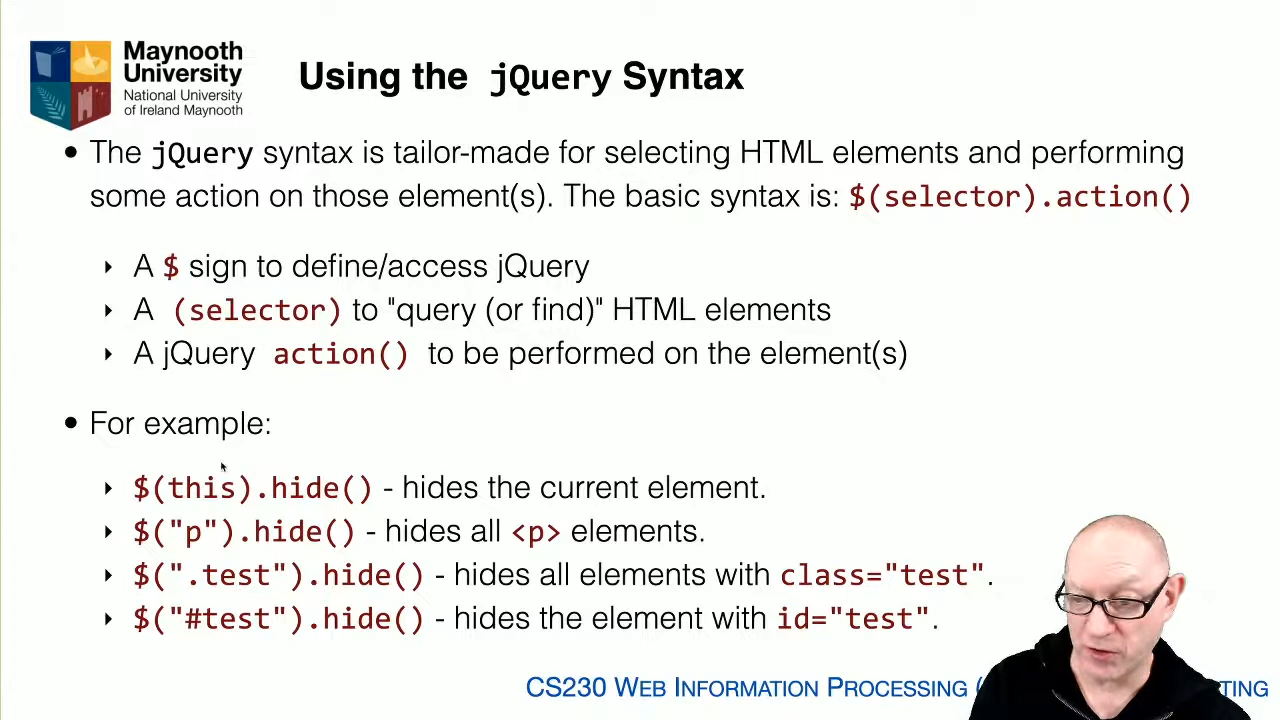 Maynooth
University
National University
of Ireland Maynooth
Using the jQuery Syntax
• The jQuery syntax is tailor-made for selecting HTML elements and performing
some action on those element(s). The basic syntax is: $(selector).action()
‣ A $ sign to define/access jQuery
‣ A (selector) to "query (or find)" HTML elements
‣ A jQuery action() to be performed on the element(s)
• For example:
‣ $(this).hide() - hides the current element.
‣ $("p").hide() - hides all <p> elements.
‣ $(".test").hide() - hides all elements with class="test".
‣ $("#test").hide() - hides the element with id="test".
CS230 WEB INFORMATION PROCESSING (